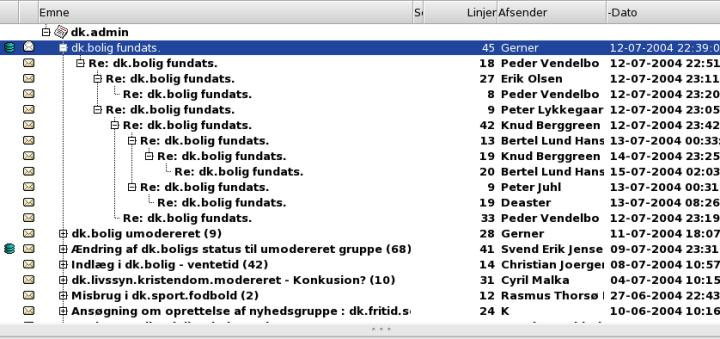 Emne Sc Linjer Afsender -Dato
dk.admin
dk.bolig fundats. 45 Gerner 12-07-2004 22:39:0
Re: dk.bolig fundats. 18 Peder Vendelbo 12-07-2004 22:51
Re: dk.bolig fundats. 27 Erik Olsen 12-07-2004 23:11
Re: dk.bolig fundats. 8 Peder Vendelbo 12-07-2004 23:20
Re: dk.bolig fundats. 9 Peter Lykkegaar 12-07-2004 23:05
Re: dk.bolig fundats. 42 Knud Berggreen 12-07-2004 23:42
Re: dk.bolig fundats. 13 Bertel Lund Hans 13-07-2004 00:33:
Re: dk.bolig fundats. 19 Knud Berggreen 14-07-2004 23:25
Re: dk.bolig fundats. 20 Bertel Lund Hans 15-07-2004 02:03
Re: dk.bolig fundats. 9 Peter Juhl 13-07-2004 00:31
Re: dk.bolig fundats. 19 Deaster 13-07-2004 08:26
Re: dk.bolig fundats. 33 Peder Vendelbo 12-07-2004 23:19
dk.bolig umodereret (9) 28 Gerner 11-07-2004 18:07
Ændring af dk.boligs status til umodereret gruppe (68) 41 Svend Erik Jense 09-07-2004 23:31
Indlæg i dk.bolig - ventetid (42) 14 Christian Joerger 08-07-2004 10:57
dk.livssyn.kristendom.modereret - Konkusion? (10) 31 Cyril Malka 04-07-2004 10:15
Misbrug i dk.sport.fodbold (2) 12 Rasmus Thorsø 27-06-2004 22:43
Ansøgning om oprettelse af nyhedsgruppe : dk.fritid.s 24 K 10-06-2004 10:16